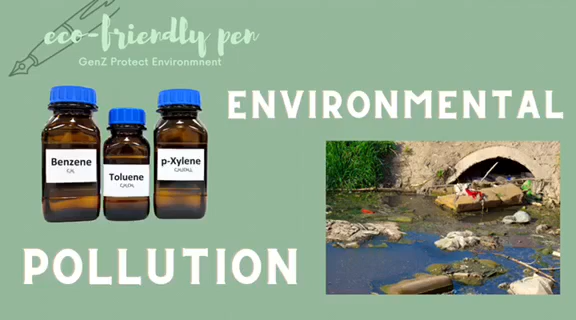 eco-friendly pen
GenZ Protect Environmnent
ENVIRONMENTAL
Benzene
Toluene
p-Xylene
POLLUTION